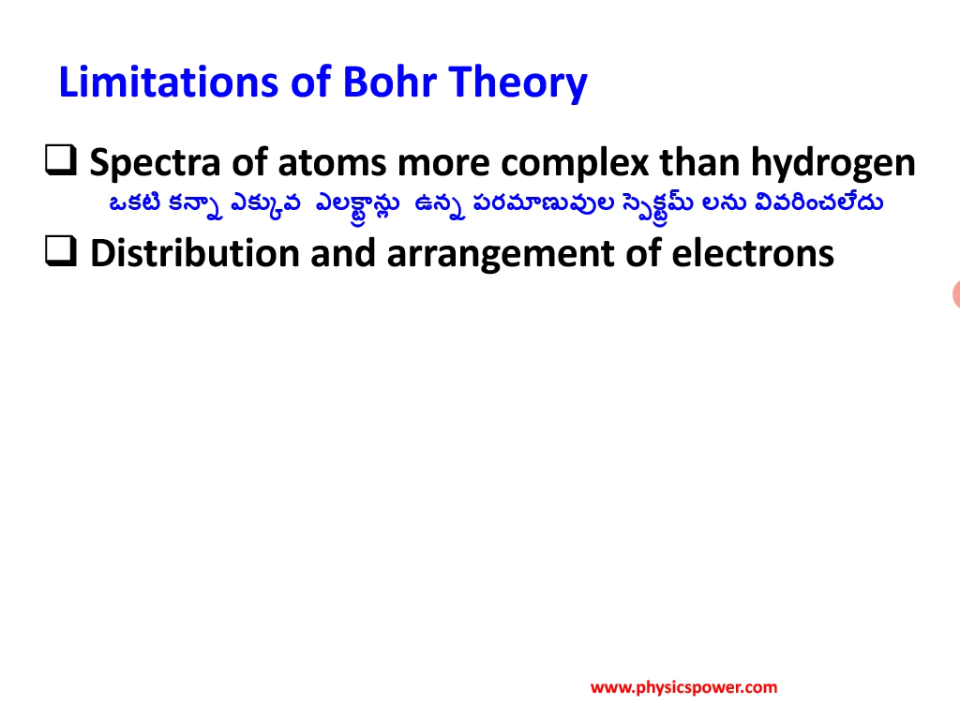 Limitations of Bohr Theory
Spectra of atoms more complex than hydrogen
ఒకటి కన్నా ఎక్కువ ఎలక్ట్రాన్లు ఉన్న పరమాణువుల స్పెక్ట్రమ్ లను వివరించలేదు
Distribution and arrangement of electrons
www.physicspower.com